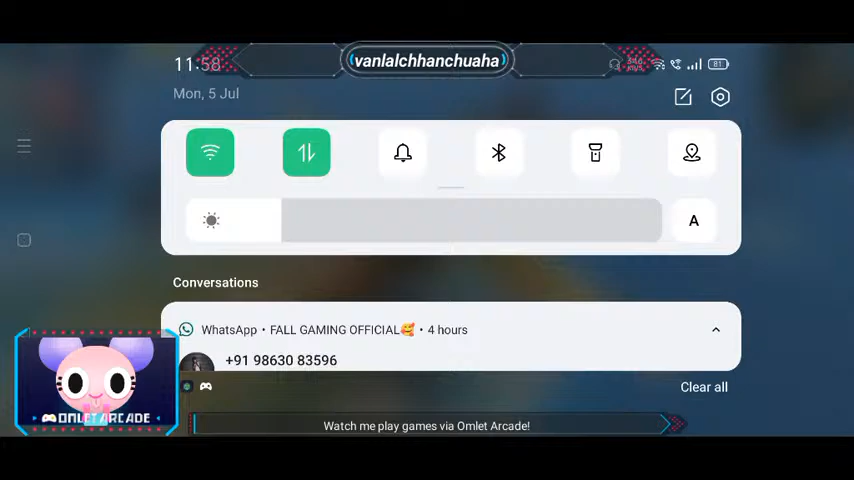 vanlalchhanchuaha
11:58
81
Mon, 5 Jul
A
Conversations
WhatsApp • FALL GAMING OFFICIAL🥰 • 4 hours
+91 98630 83596
Clear all
OMLET ARCADE
Watch me play games via Omlet Arcade!